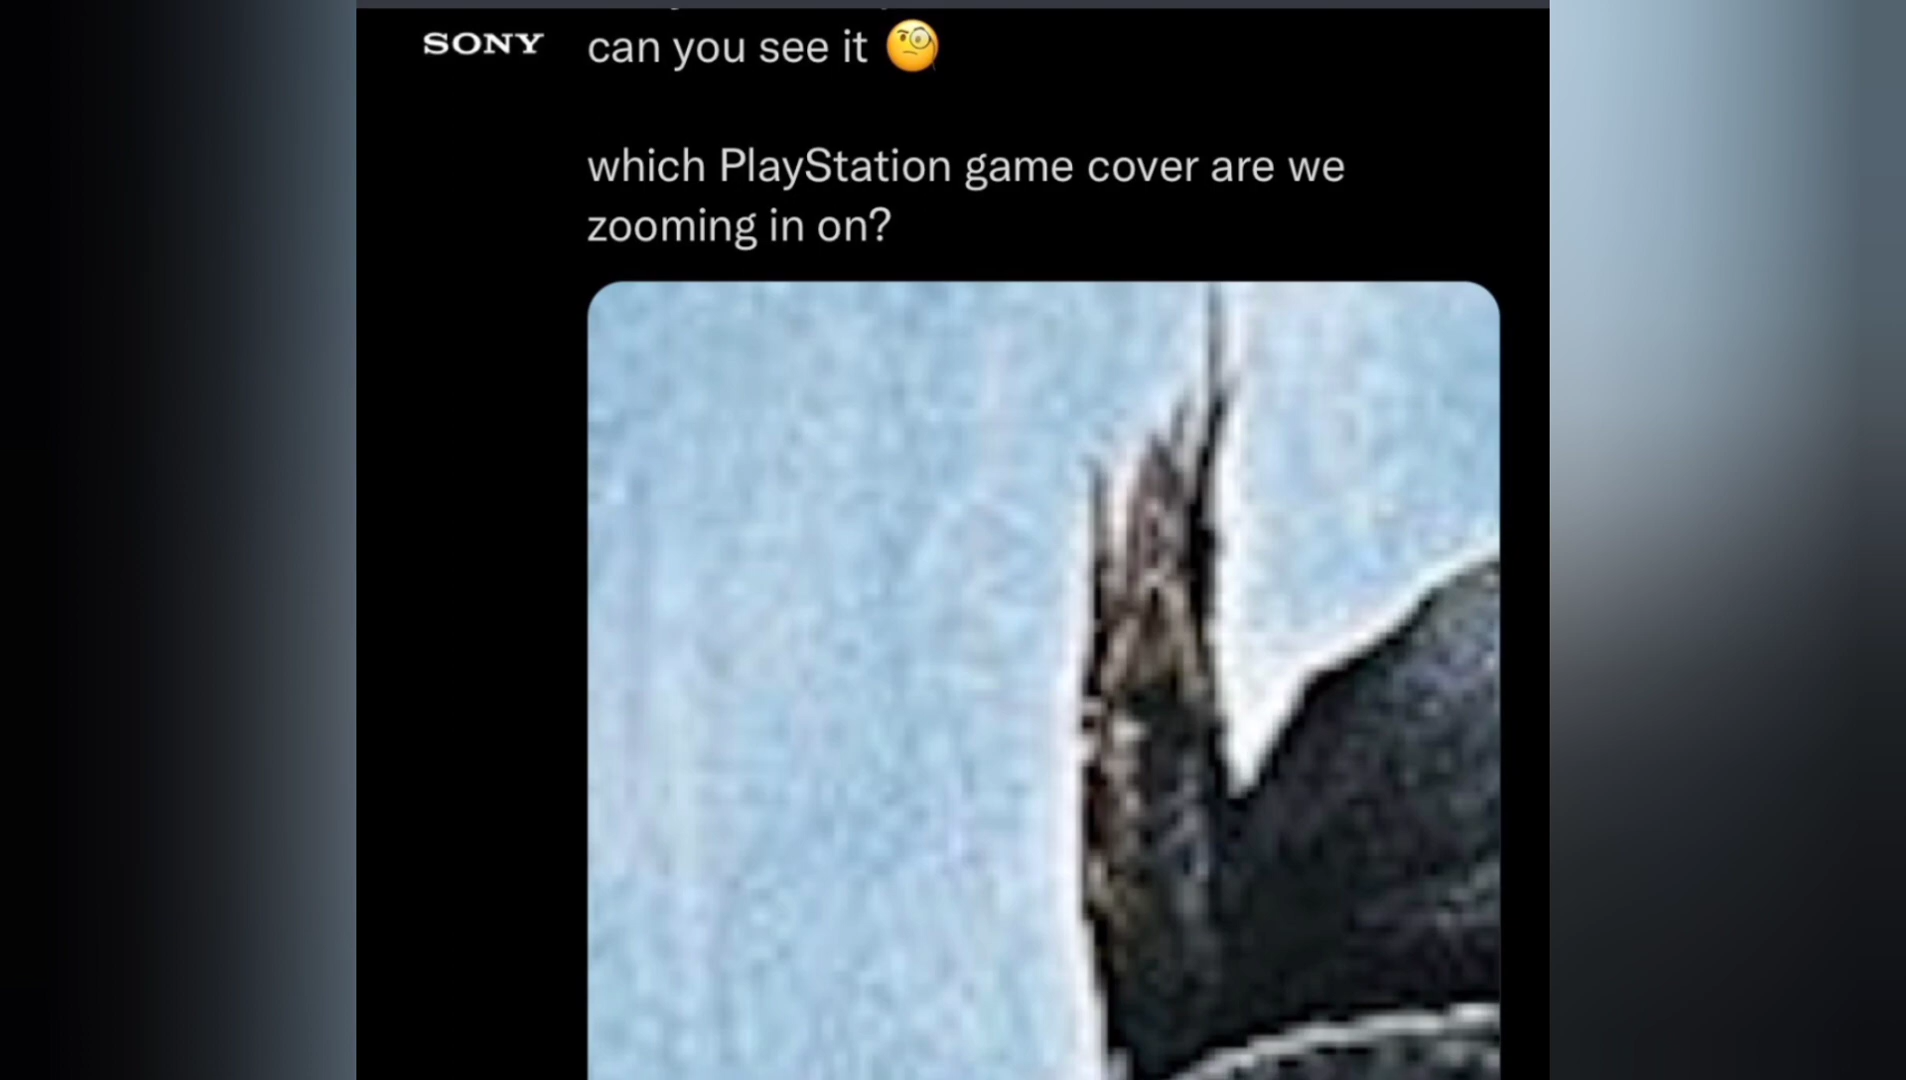 SONY
can you see it 🧐
which PlayStation game cover are we
zooming in on?